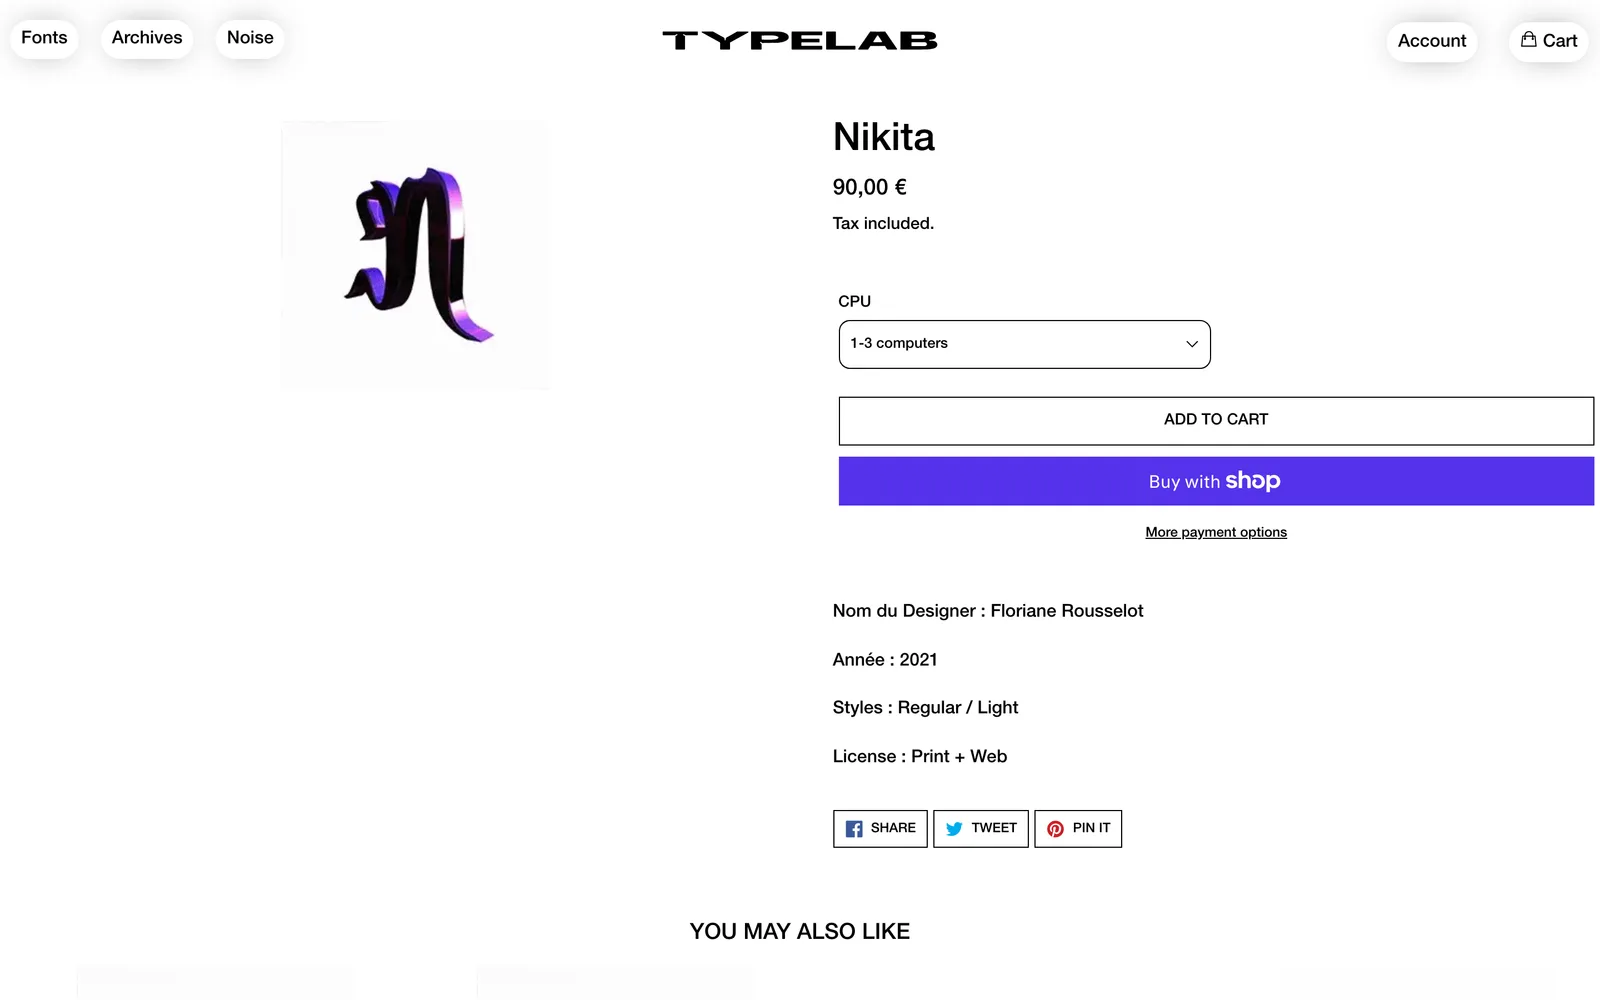 Fonts
Archives
Noise
TYPELAB
Account
Cart
Nikita
90,00 €
Tax included.
CPU
1-3 computers
ADD TO CART
Buy with shop
More payment options
Nom du Designer : Floriane Rousselot
Année : 2021
Styles : Regular / Light
License : Print + Web
SHARE
TWEET
PIN IT
YOU MAY ALSO LIKE